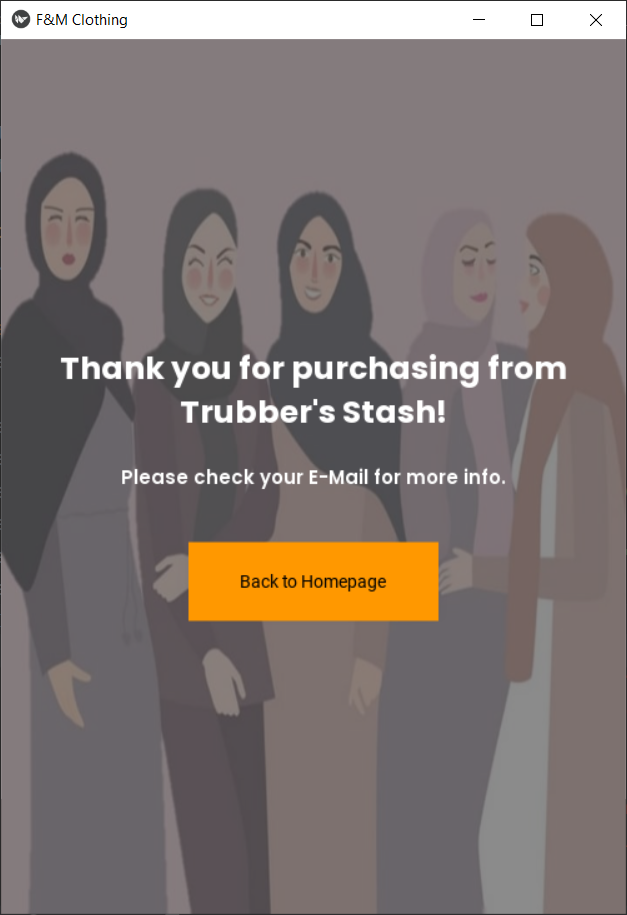 F&M Clothing
Thank you for purchasing from
Trubber's Stash!
Please check your E-Mail for more info.
Back to Homepage